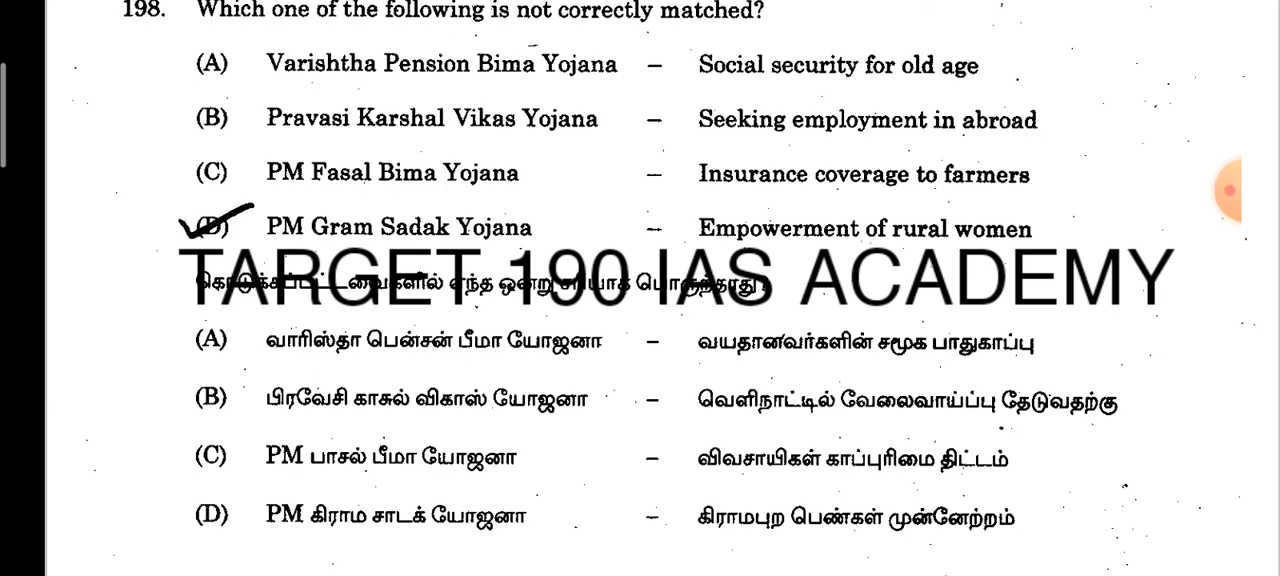 198. Which one of the following is not correctly matched?
(A) Varishtha Pension Bima Yojana – Social security for old age
(B) Pravasi Karshal Vikas Yojana – Seeking employment in abroad
(C) PM Fasal Bima Yojana – Insurance coverage to farmers
(D) PM Gram Sadak Yojana – Empowerment of rural women
TARGET 190 IAS ACADEMY
எந்த ஒன்று சரியாக
(A) வாரிஸ்தா பென்சன் பீமா யோஜனா – வயதானவர்களின் சமூக பாதுகாப்பு
(B) பிரவேசி காசுல் விகாஸ் யோஜனா – வெளிநாட்டில் வேலைவாய்ப்பு தேடுவதற்கு
(C) PM பாசல் பீமா யோஜனா – விவசாயிகள் காப்புரிமை திட்டம்
(D) PM கிராம சாடக் யோஜனா – கிராமபுற பெண்கள் முன்னேற்றம்